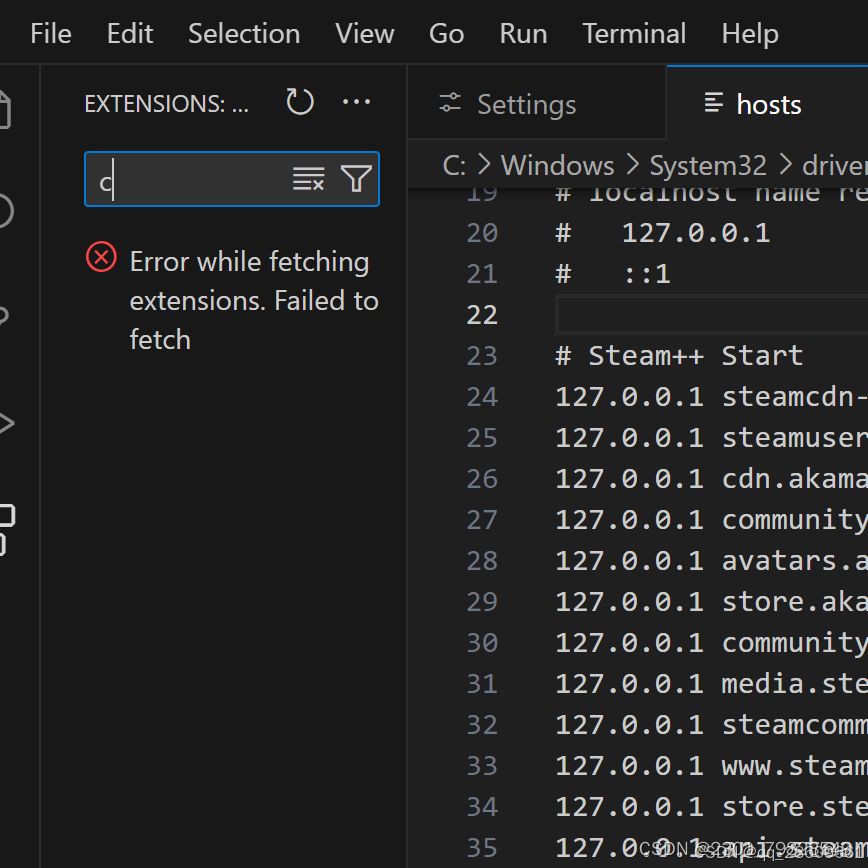 File Edit Selection View Go Run Terminal Help
EXTENSIONS: ...
Settings
hosts
c
C: > Windows > System32 >
Error while fetching
extensions. Failed to
fetch
19 # localhost name
20 # 127.0.0.1
21 # ::1
22
23 # Steam++ Start
24 127.0.0.1 steamcdn-
25 127.0.0.1 steamuser
26 127.0.0.1 cdn.akama
27 127.0.0.1 community
28 127.0.0.1 avatars.a
29 127.0.0.1 store.aka
30 127.0.0.1 community
31 127.0.0.1 media.ste
32 127.0.0.1 steamcomm
33 127.0.0.1 www.steam
34 127.0.0.1 store.ste
35 127.0.0.1
CSDN